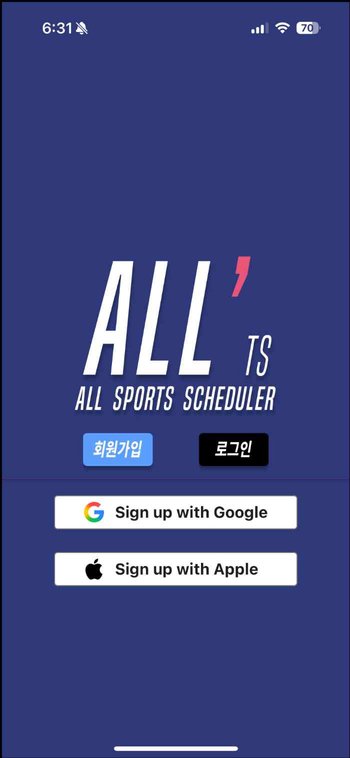 6:31
70
ALL'
TS
ALL SPORTS SCHEDULER
회원가입
로그인
Sign up with Google
Sign up with Apple